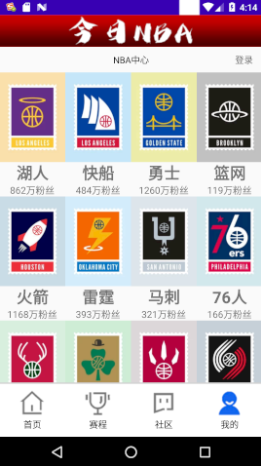 4:14
今日NBA
NBA中心
登录
LOS ANGELES
LOS ANGELES
GOLDEN STATE
BROOKLYN
湖人
快船
勇士
篮网
862万粉丝
484万粉丝
1260万粉丝
119万粉丝
HOUSTON
OKLAHOMA CITY
SAN ANTONIO
76ers
PHILADELPHIA
火箭
雷霆
马刺
76人
1168万粉丝
393万粉丝
321万粉丝
166万粉丝
首页
赛程
社区
我的